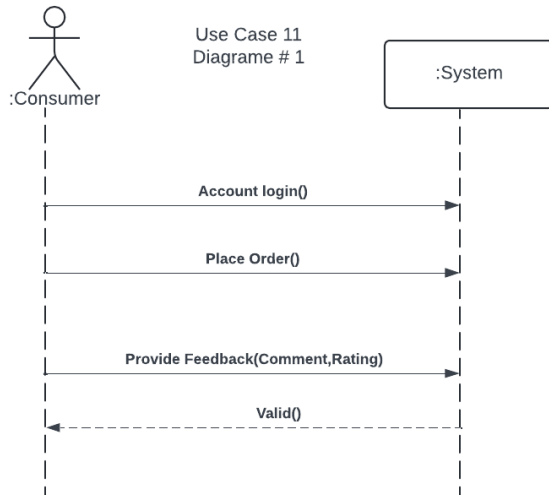 Use Case 11
Diagrame # 1
:System
:Consumer
Account login()
Place Order()
Provide Feedback(Comment,Rating)
Valid()